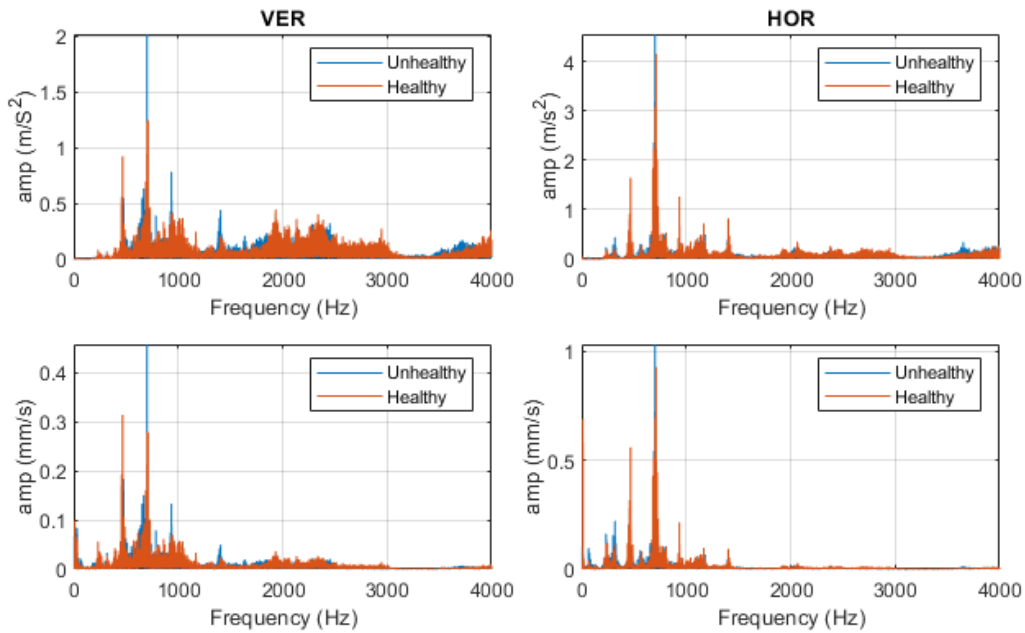 VER
2
1.5
1
0.5
0
amp (m/S2)
Unhealthy
Healthy
0 1000 2000 3000 4000
Frequency (Hz)
HOR
4
3
2
1
0
amp (m/s2)
Unhealthy
Healthy
0 1000 2000 3000 4000
Frequency (Hz)
0.4
0.3
0.2
0.1
0
amp (mm/s)
Unhealthy
Healthy
0 1000 2000 3000 4000
Frequency (Hz)
1
0.5
0
amp (mm/s)
Unhealthy
Healthy
0 1000 2000 3000 4000
Frequency (Hz)